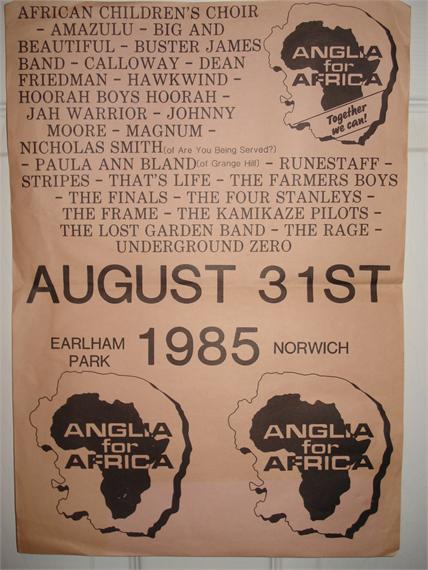 AFRICAN CHILDREN'S CHOIR
- AMAZULU - BIG AND
BEAUTIFUL - BUSTER JAMES
BAND - CALLOWAY - DEAN
FRIEDMAN - HAWKWIND -
HOORAH BOYS HOORAH -
JAH WARRIOR - JOHNNY
MOORE - MAGNUM -
NICHOLAS SMITH (of Are You Being Served?)
- PAULA ANN BLAND (of Grange Hill) - RUNESTAFF -
STRIPES - THAT'S LIFE - THE FARMERS BOYS
- THE FINALS - THE FOUR STANLEYS -
THE FRAME - THE KAMIKAZE PILOTS -
THE LOST GARDEN BAND - THE RAGE -
UNDERGROUND ZERO
ANGLIA
for
AFRICA
Together
we can!
AUGUST 31ST
EARLHAM
PARK
1985
NORWICH
ANGLIA
for
AFRICA
ANGLIA
for
AFRICA